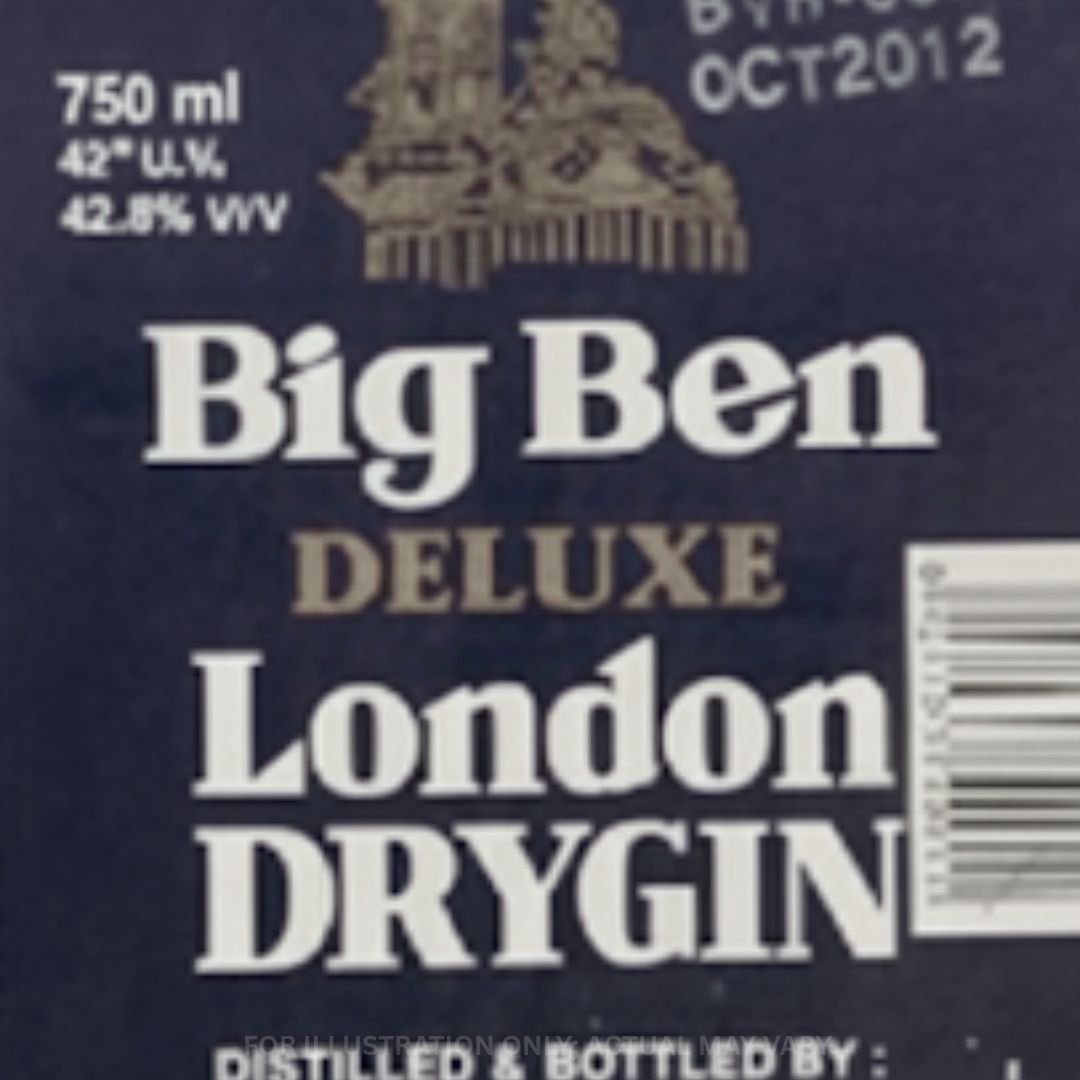 OCT2012
750 ml
42° U.V.
42.8% V/V
Big Ben
DELUXE
London
DRYGIN
FOR ILLUSTRATION ONLY; ACTUAL MAY VARY
DISTILLED & BOTTLED BY :